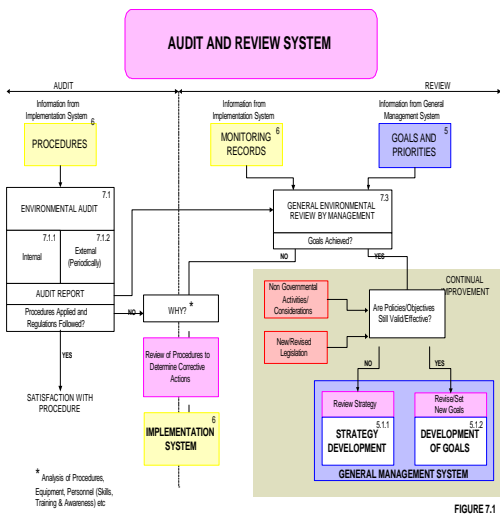 AUDIT AND REVIEW SYSTEM
AUDIT
REVIEW
Information from
Implementation System
6
PROCEDURES
Information from
Implementation System
6
MONITORING
RECORDS
Information from General
Management System
5
GOALS AND
PRIORITIES
7.1
ENVIRONMENTAL AUDIT
7.1.1
Internal
7.1.2
External
(Periodically)
AUDIT REPORT
Procedures Applied and
Regulations Followed?
7.3
GENERAL ENVIRONMENTAL
REVIEW BY MANAGEMENT
Goals Achieved?
NO
YES
NO
WHY? *
YES
SATISFACTION WITH
PROCEDURE
Review of Procedures to
Determine Corrective
Actions
6
IMPLEMENTATION
SYSTEM
CONTINUAL
IMPROVEMENT
Non Governmental
Activities/
Considerations
New/Revised
Legislation
Are Policies/Objectives
Still Valid/Effective?
NO
YES
Review Strategy
5.1.1
STRATEGY
DEVELOPMENT
Revise/Set
New Goals
5.1.2
DEVELOPMENT
OF GOALS
GENERAL MANAGEMENT SYSTEM
* Analysis of Procedures,
Equipment, Personnel (Skills,
Training & Awareness) etc
FIGURE 7.1